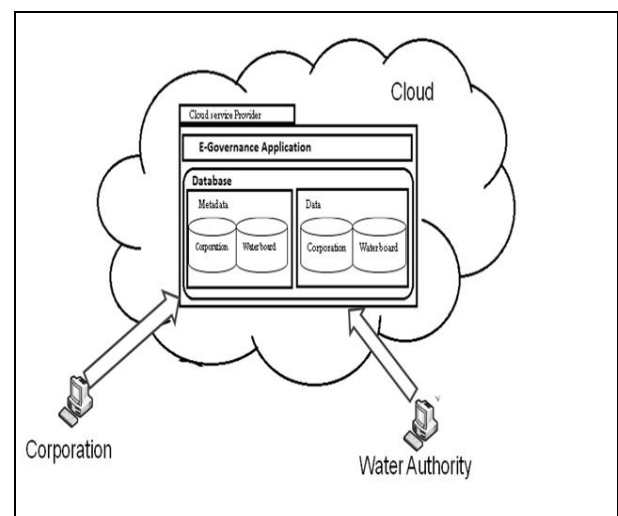 Cloud
Cloud service Provider
E-Governance Application
Database
Metadata
Data
Corporation
Waterboard
Corporation
Waterboard
Corporation
Water Authority